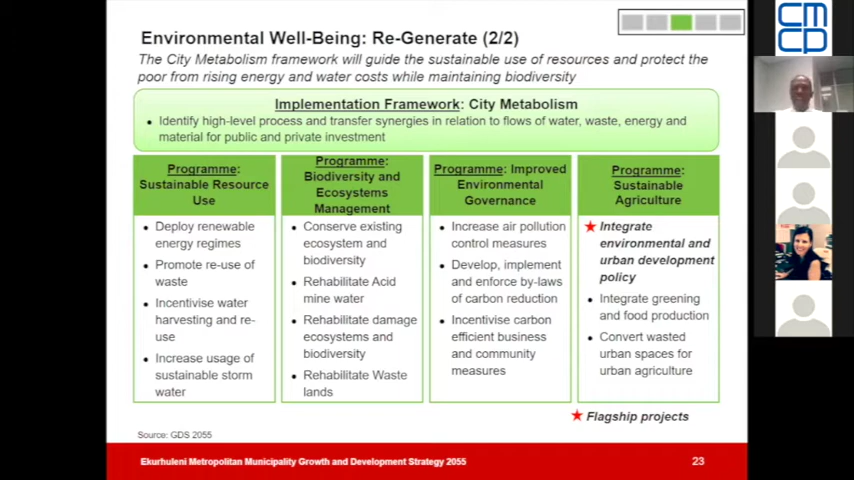 Environmental Well-Being: Re-Generate (2/2)
The City Metabolism framework will guide the sustainable use of resources and protect the
poor from rising energy and water costs while maintaining biodiversity
Implementation Framework: City Metabolism
• Identify high-level process and transfer synergies in relation to flows of water, waste, energy and
material for public and private investment
Programme:
Sustainable Resource
Use
• Deploy renewable
energy regimes
• Promote re-use of
waste
• Incentivise water
harvesting and re-
use
• Increase usage of
sustainable storm
water
Programme:
Biodiversity and
Ecosystems
Management
• Conserve existing
ecosystem and
biodiversity
• Rehabilitate Acid
mine water
• Rehabilitate damage
ecosystems and
biodiversity
• Rehabilitate Waste
lands
Programme: Improved
Environmental
Governance
• Increase air pollution
control measures
• Develop, implement
and enforce by-laws
of carbon reduction
• Incentivise carbon
efficient business
and community
measures
Programme:
Sustainable
Agriculture
Integrate
environmental and
urban development
policy
• Integrate greening
and food production
• Convert wasted
urban spaces for
urban agriculture
Flagship projects
Source: GDS 2055
Ekurhuleni Metropolitan Municipality Growth and Development Strategy 2055
23
CM
CP